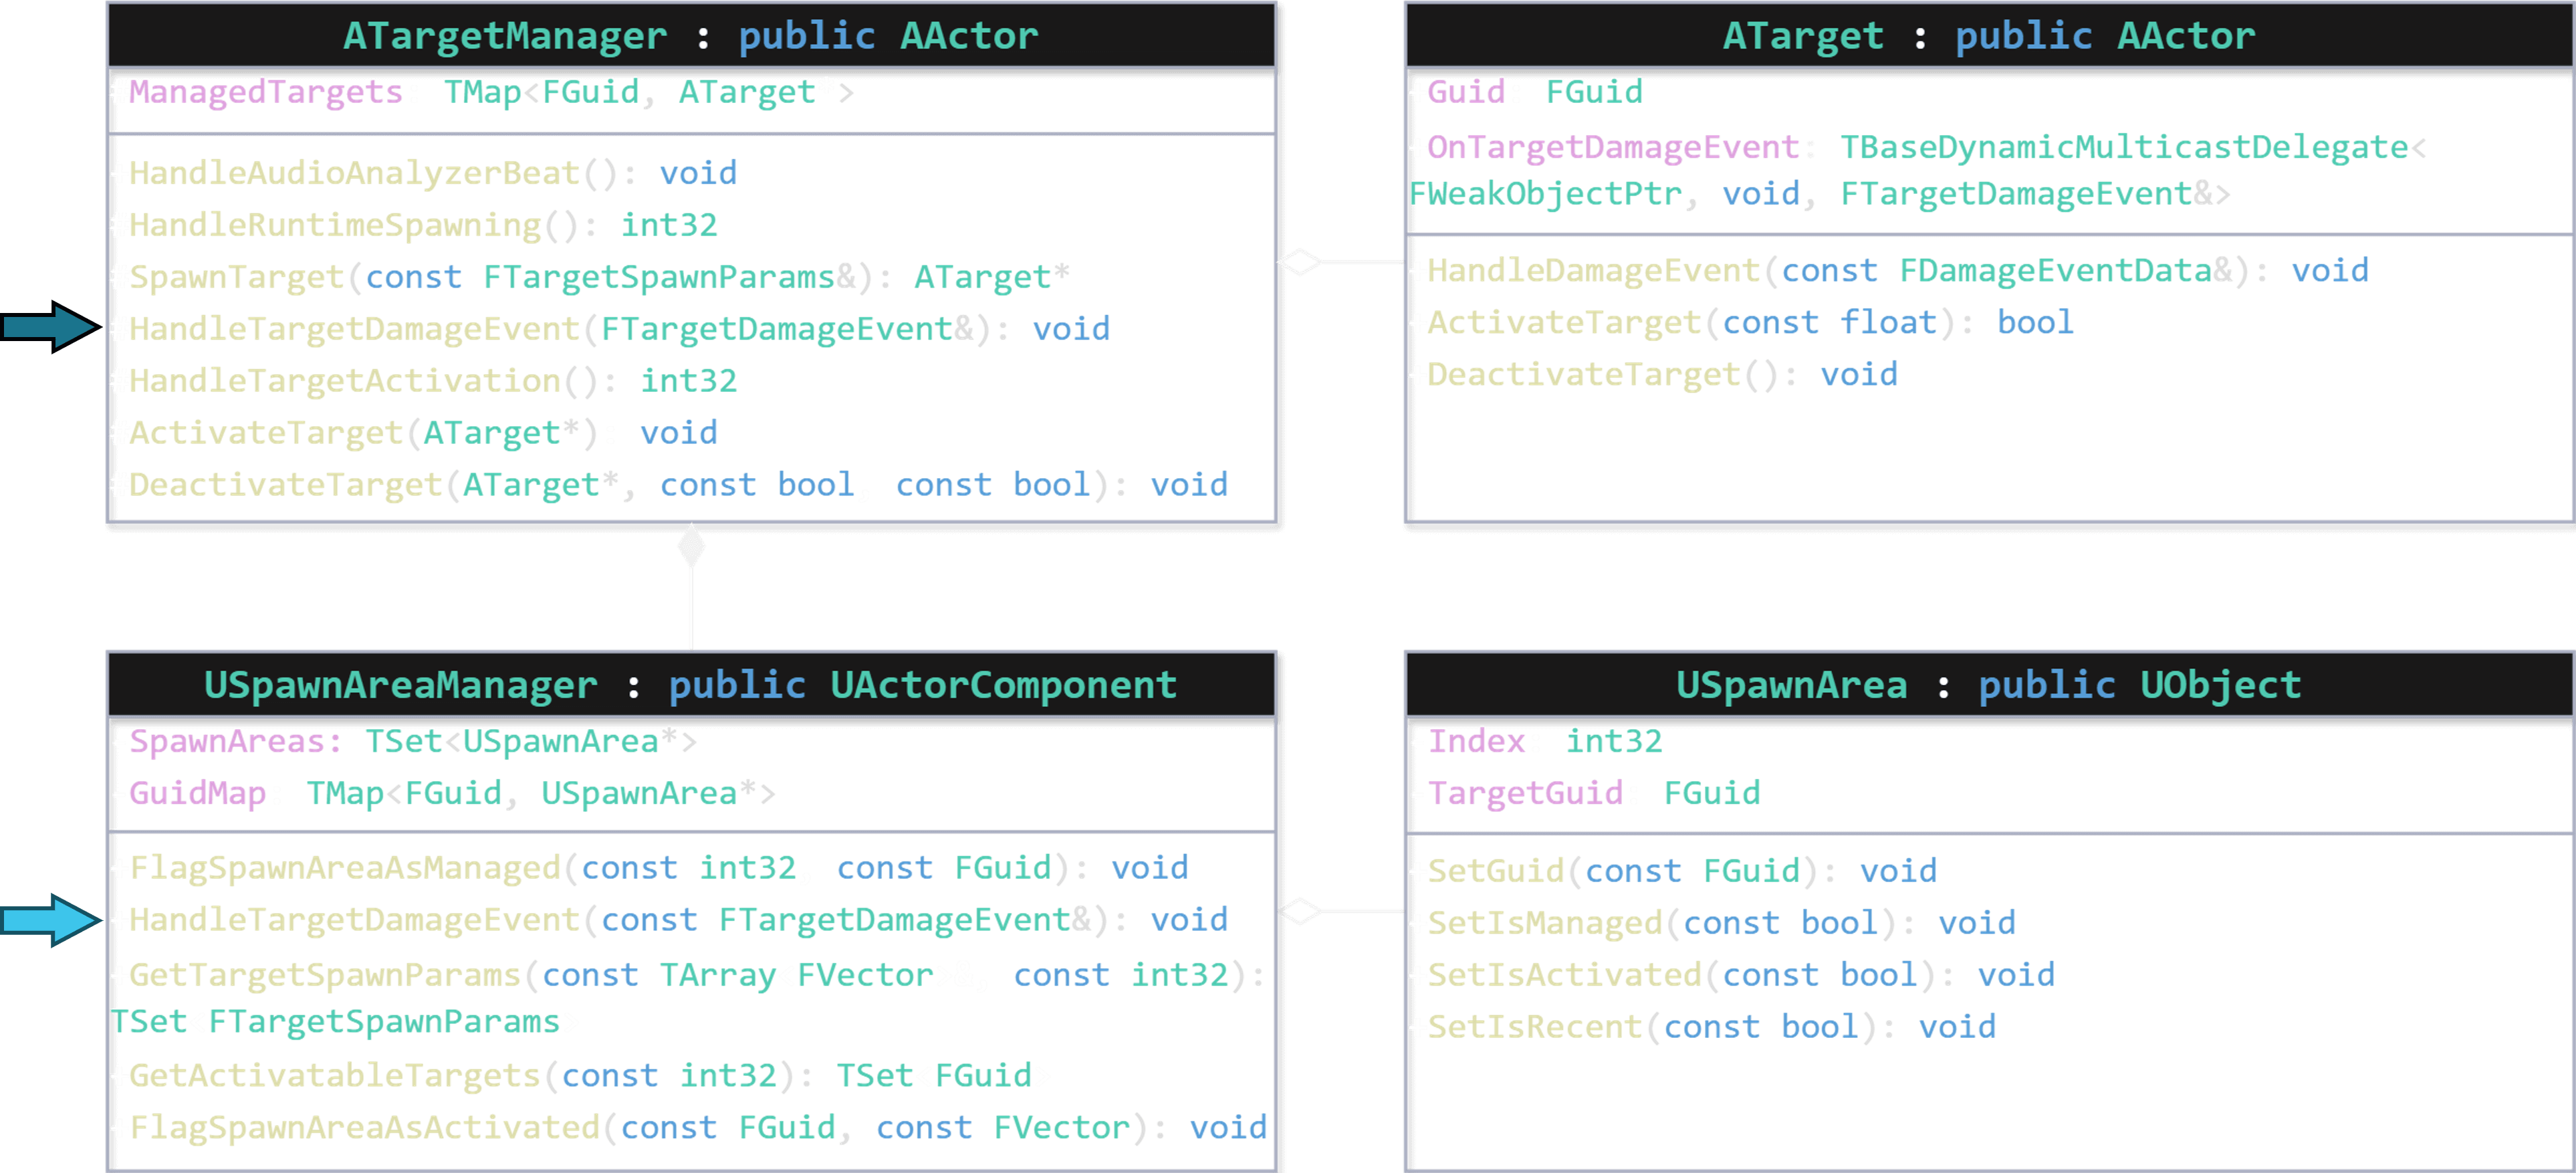 ATargetManager : public AActor
ManagedTargets TMap<FGuid, ATarget >
HandleAudioAnalyzerBeat(): void
HandleRuntimeSpawning(): int32
SpawnTarget(const FTargetSpawnParams&): ATarget*
HandleTargetDamageEvent(FTargetDamageEvent&): void
HandleTargetActivation(): int32
ActivateTarget(ATarget*) void
DeactivateTarget(ATarget*, const bool const bool): void
ATarget : public AActor
Guid FGuid
OnTargetDamageEvent: TBaseDynamicMulticastDelegate<
FWeakObjectPtr, void, FTargetDamageEvent&>
HandleDamageEvent(const FDamageEventData&): void
ActivateTarget(const float): bool
DeactivateTarget(): void
USpawnAreaManager : public UActorComponent
SpawnAreas: TSet<USpawnArea*>
GuidMap TMap<FGuid, USpawnArea*>
FlagSpawnAreaAsManaged(const int32 const FGuid): void
HandleTargetDamageEvent(const FTargetDamageEvent&): void
GetTargetSpawnParams(const TArray FVector const int32):
TSet FTargetSpawnParams
GetActivatableTargets(const int32): TSet FGuid
FlagSpawnAreaAsActivated(const FGuid, const FVector): void
USpawnArea : public UObject
Index int32
TargetGuid FGuid
SetGuid(const FGuid): void
SetIsManaged(const bool): void
SetIsActivated(const bool): void
SetIsRecent(const bool): void